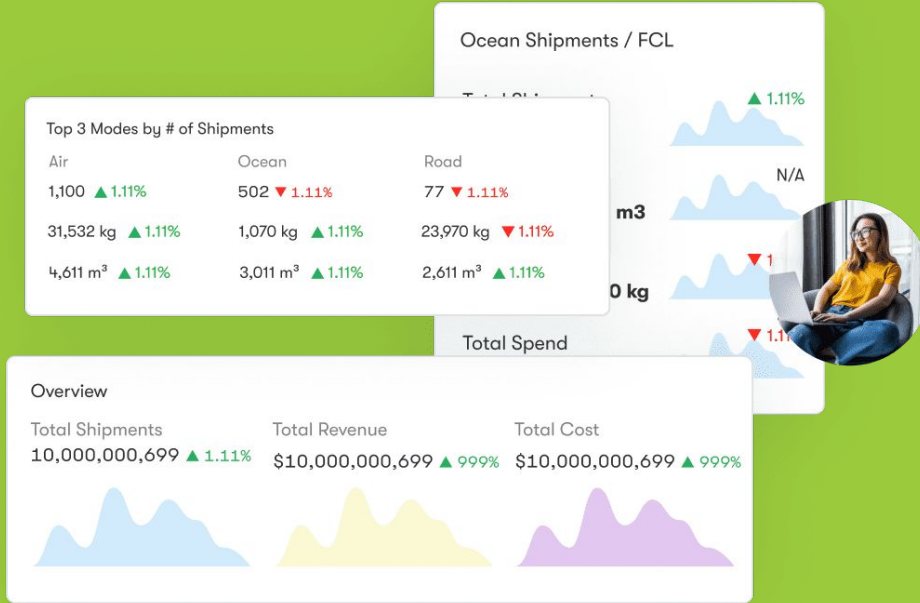 Ocean Shipments / FCL
▲ 1.11%
N/A
m3
▼ 1
0 kg
▼ 1.11
Total Spend
Top 3 Modes by # of Shipments
Air Ocean Road
1,100 ▲ 1.11% 502 ▼ 1.11% 77 ▼ 1.11%
31,532 kg ▲ 1.11% 1,070 kg ▲ 1.11% 23,970 kg ▼ 1.11%
4,611 m³ ▲ 1.11% 3,011 m³ ▲ 1.11% 2,611 m³ ▲ 1.11%
Overview
Total Shipments Total Revenue Total Cost
10,000,000,699 ▲ 1.11% $10,000,000,699 ▲ 999% $10,000,000,699 ▲ 999%